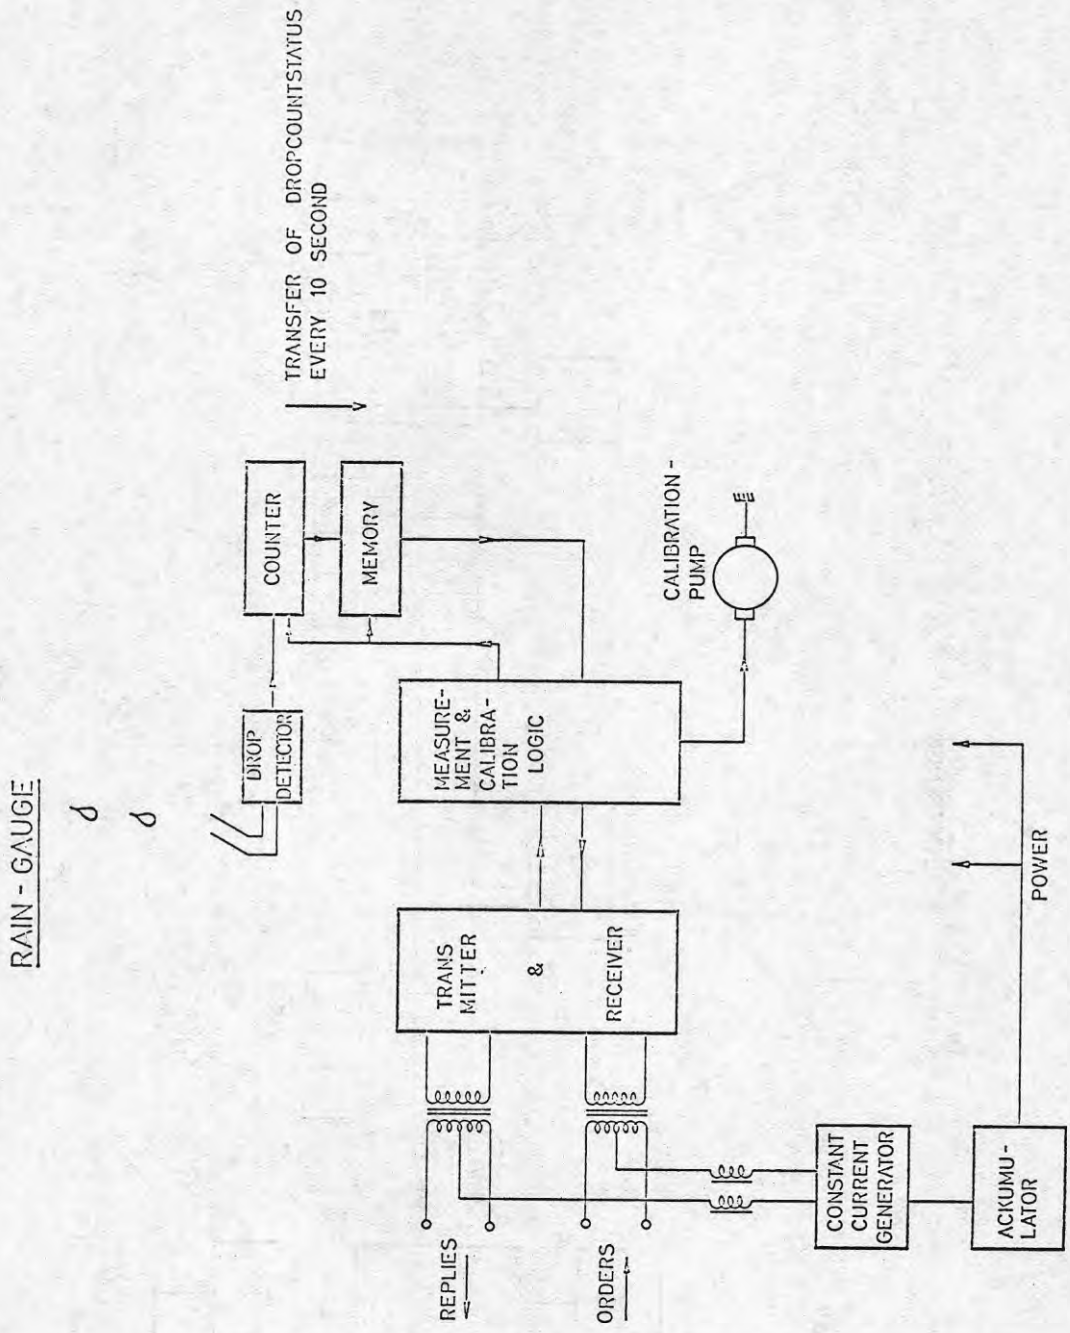 RAIN - GAUGE
TRANSFER OF DROPCOUNTSTATUS
EVERY 10 SECOND
DROP
DETECTOR
COUNTER
MEMORY
TRANS
MITTER
&
RECEIVER
MEASURE-
MENT &
CALIBRA-
TION
LOGIC
CALIBRATION -
PUMP
REPLIES
ORDERS
CONSTANT
CURRENT
GENERATOR
ACKUMU -
LATOR
POWER